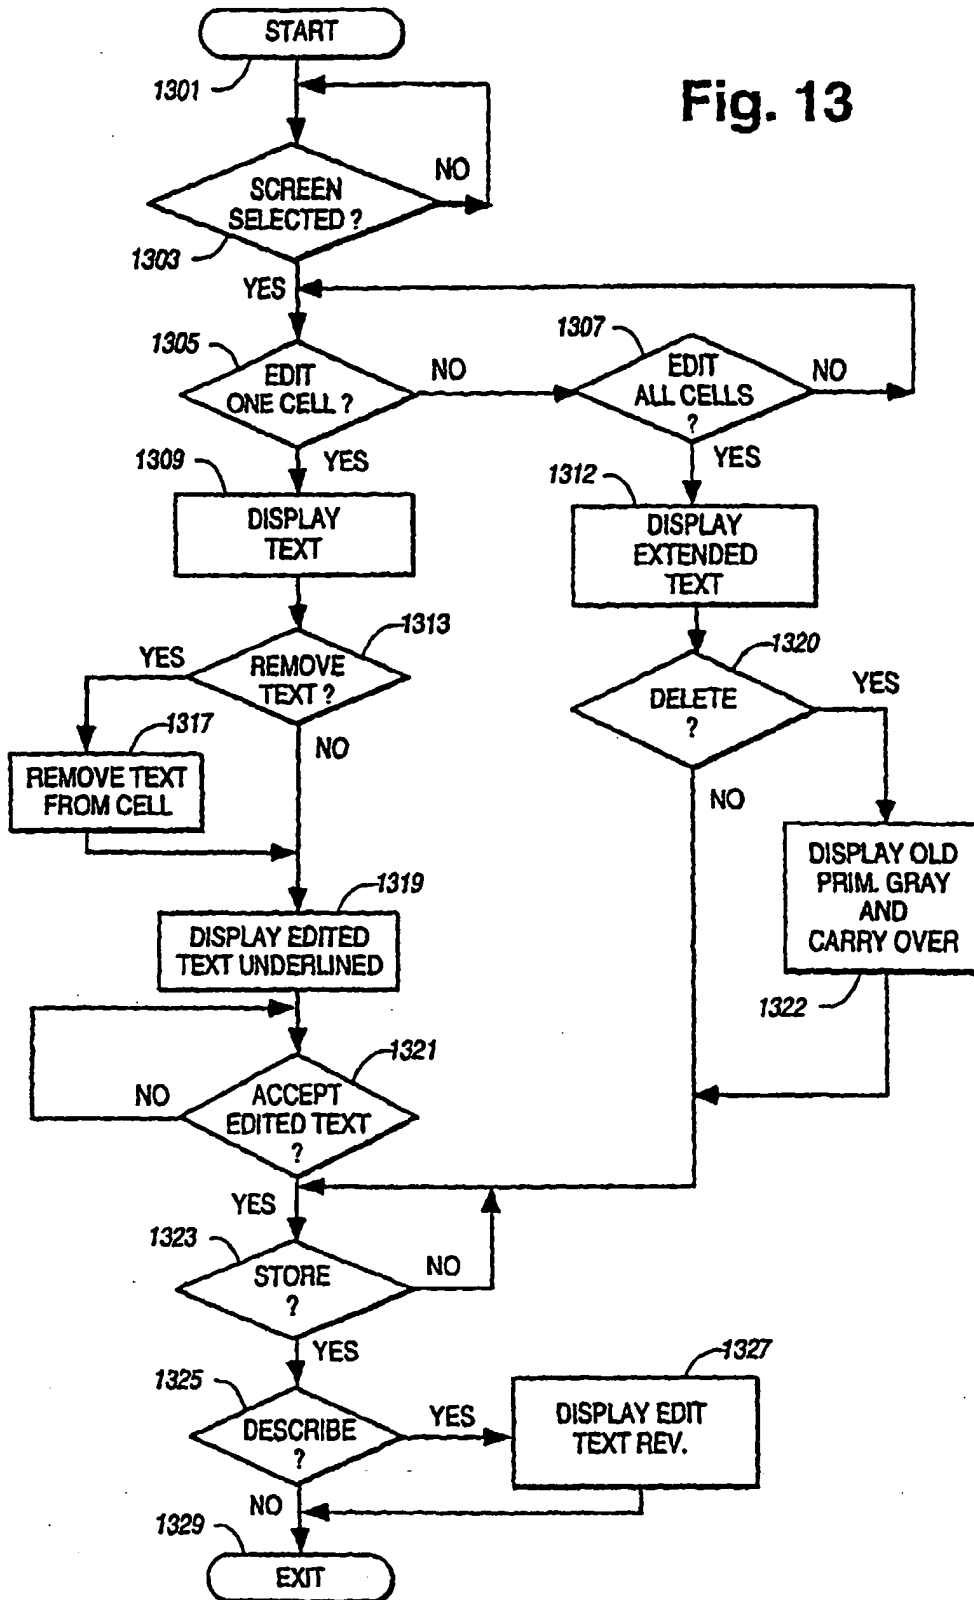 START
1301
Fig. 13
NO
SCREEN
SELECTED ?
1303
YES
1305
1307
EDIT
ONE CELL ?
NO
EDIT
ALL CELLS
?
NO
YES
YES
1309
1312
DISPLAY
TEXT
DISPLAY
EXTENDED
TEXT
1313
1320
YES
REMOVE
TEXT ?
DELETE
?
YES
1317
NO
REMOVE TEXT
FROM CELL
NO
DISPLAY OLD
PRIM. GRAY
AND
CARRY OVER
1319
DISPLAY EDITED
TEXT UNDERLINED
1322
1321
NO
ACCEPT
EDITED TEXT
?
YES
1323
STORE
?
NO
YES
1325
1327
DESCRIBE
?
YES
DISPLAY EDIT
TEXT REV.
NO
1329
EXIT